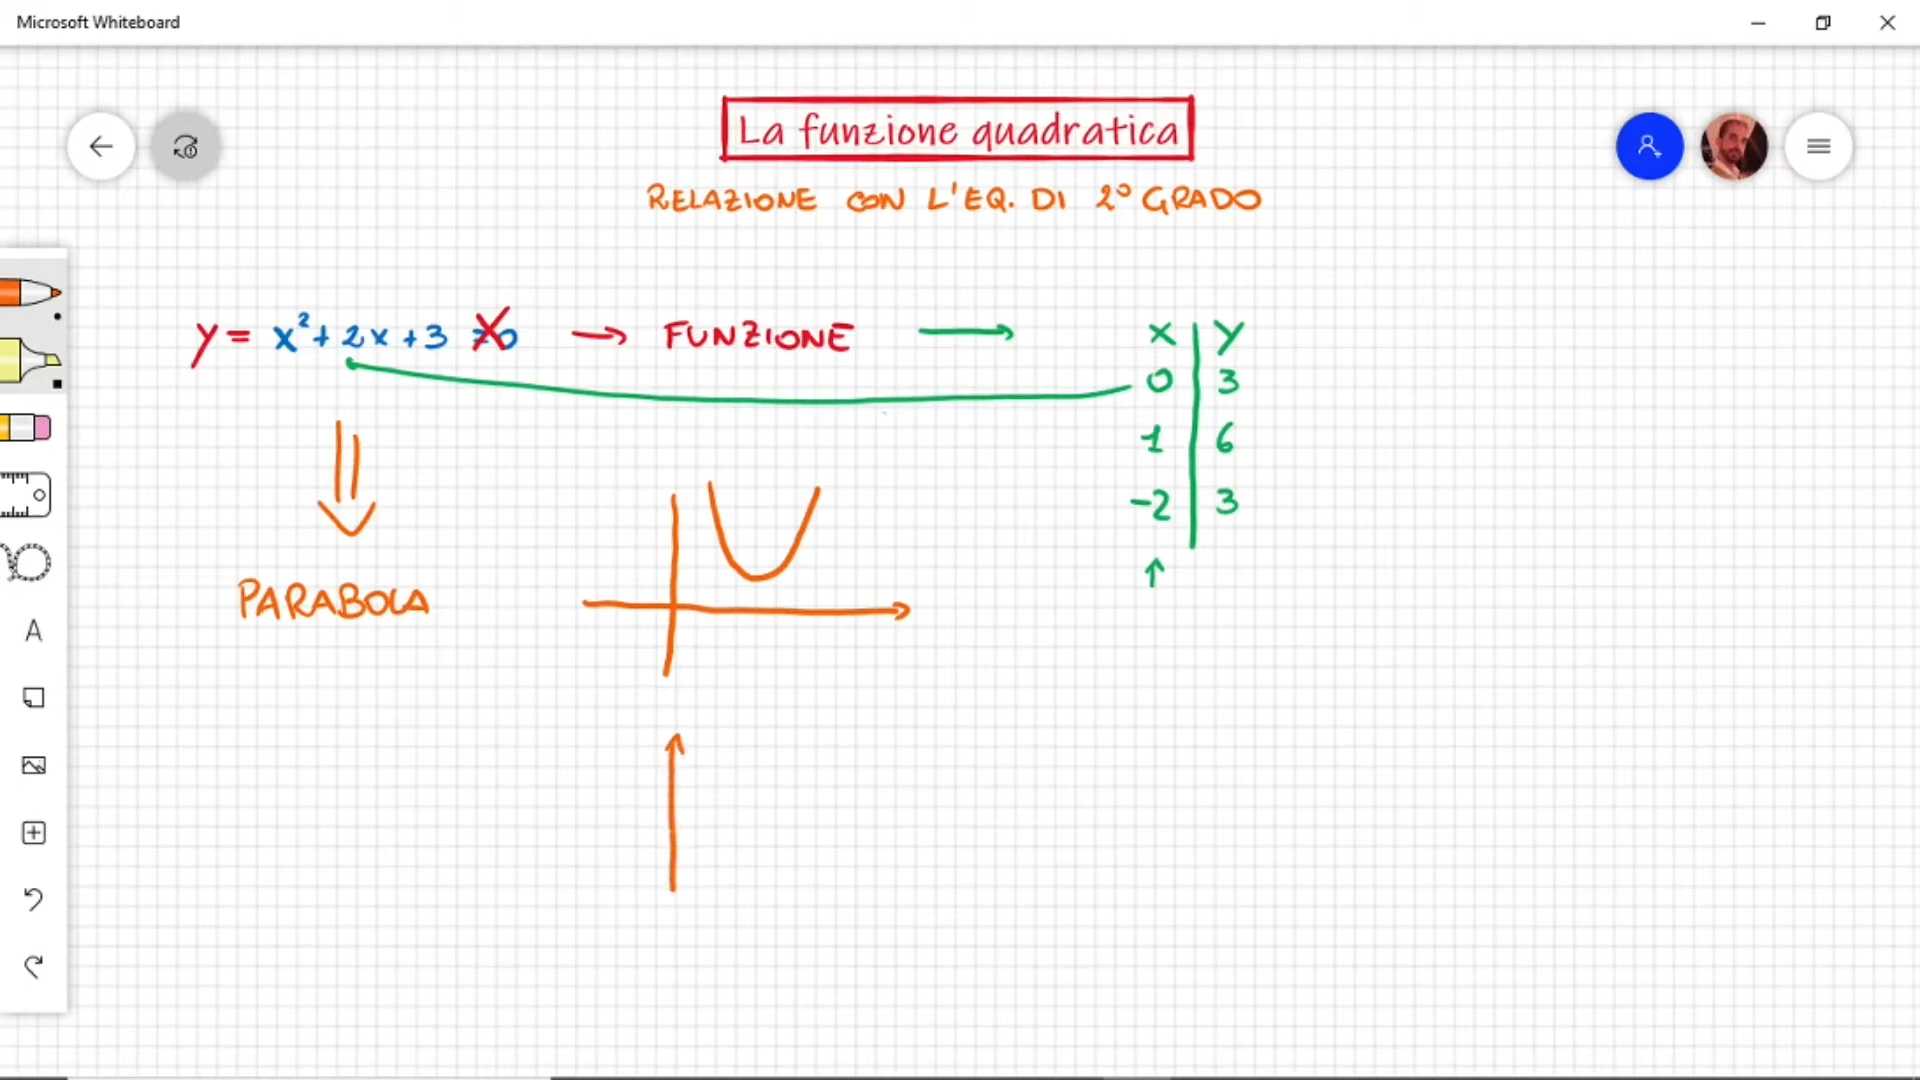 Microsoft Whiteboard
La funzione quadratica
RELAZIONE CON L'EQ. DI 2° GRADO
y = x² + 2x + 3 = 0 → FUNZIONE → x | y
0 | 3
1 | 6
-2 | 3
PARABOLA
A